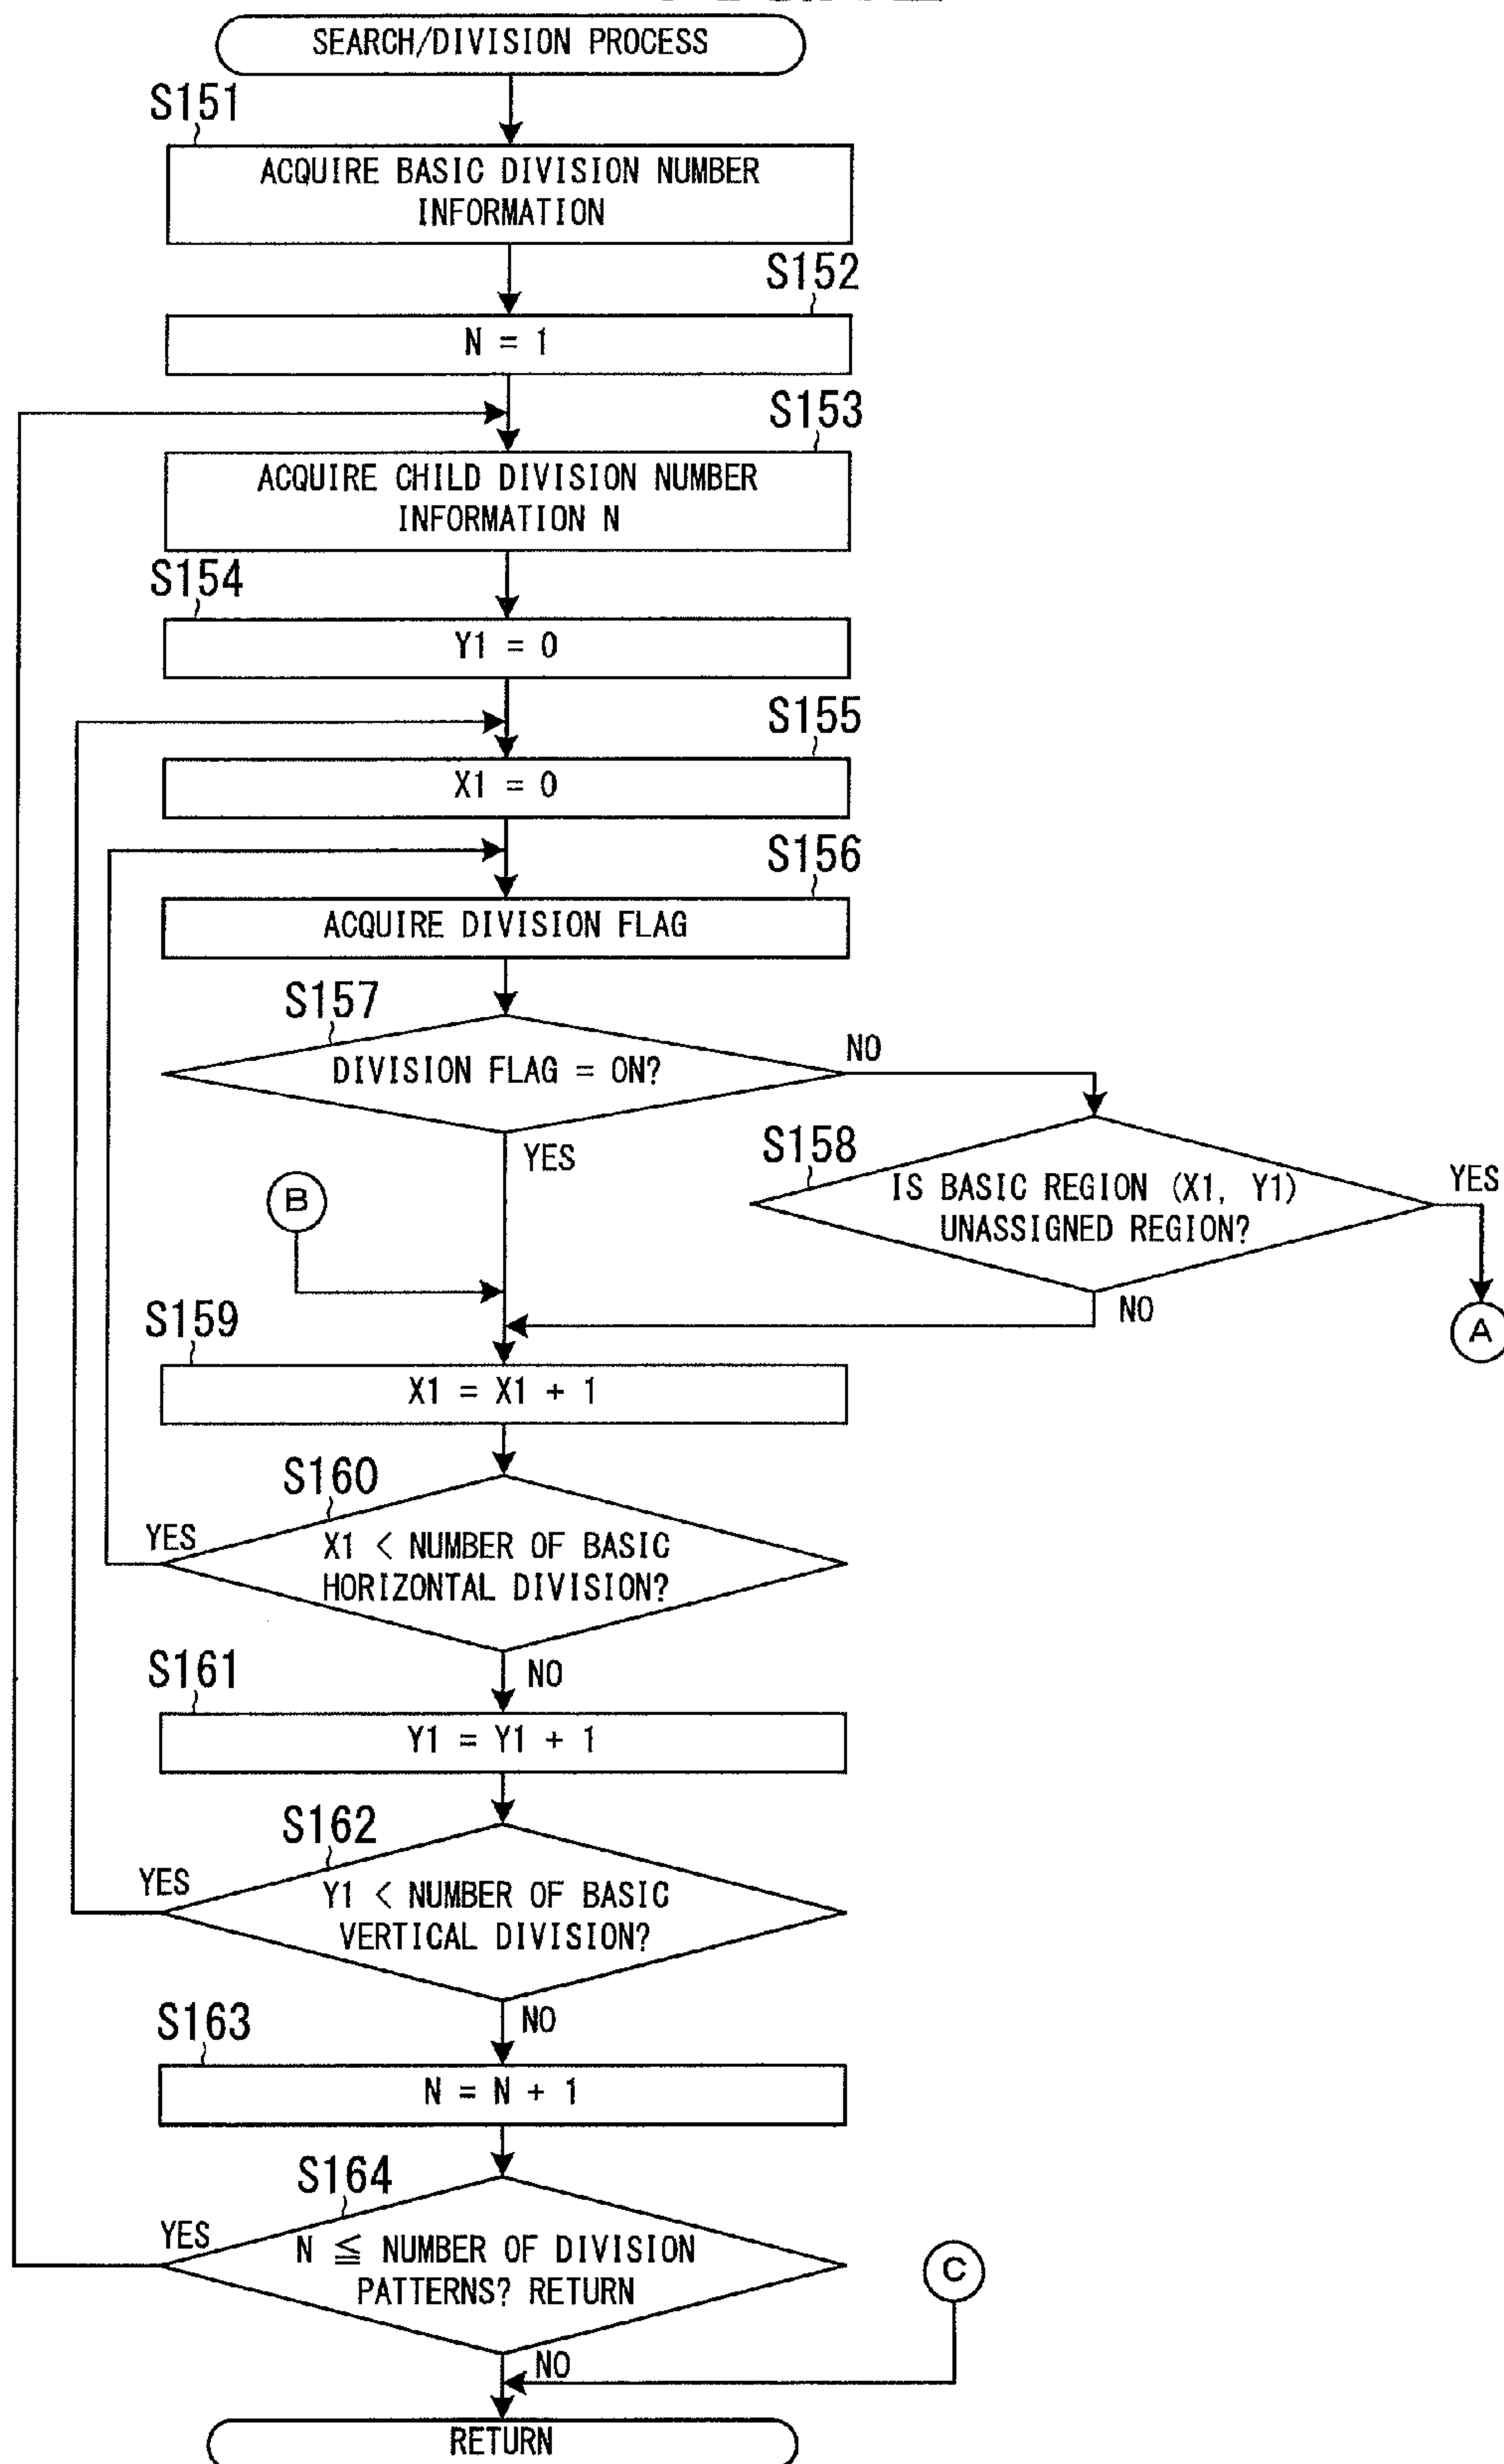 SEARCH/DIVISION PROCESS
S151
ACQUIRE BASIC DIVISION NUMBER
INFORMATION
S152
N = 1
S153
ACQUIRE CHILD DIVISION NUMBER
INFORMATION N
S154
Y1 = 0
S155
X1 = 0
S156
ACQUIRE DIVISION FLAG
S157
DIVISION FLAG = ON?
NO
YES
S158
IS BASIC REGION (X1, Y1)
UNASSIGNED REGION?
YES
NO
A
B
S159
X1 = X1 + 1
S160
YES
X1 < NUMBER OF BASIC
HORIZONTAL DIVISION?
NO
S161
Y1 = Y1 + 1
S162
YES
Y1 < NUMBER OF BASIC
VERTICAL DIVISION?
NO
S163
N = N + 1
S164
YES
N ≦ NUMBER OF DIVISION
PATTERNS? RETURN
NO
C
RETURN